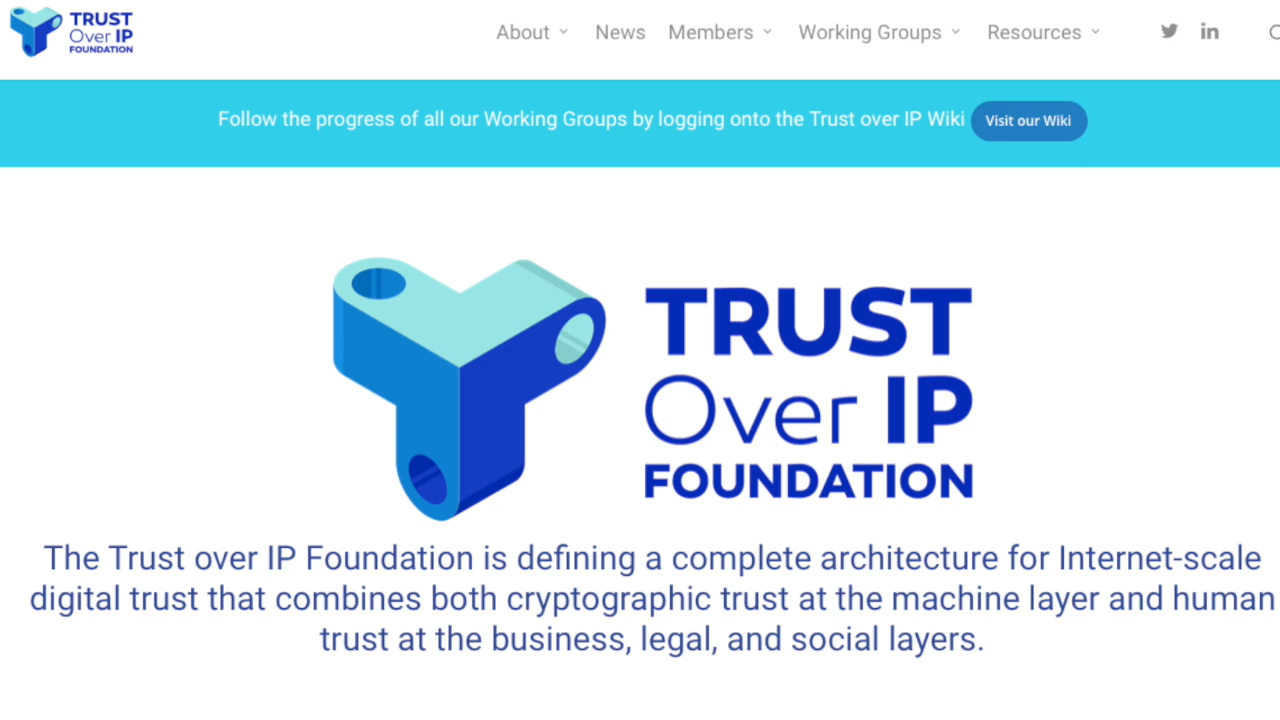 TRUST
Over IP
FOUNDATION
About
News
Members
Working Groups
Resources
Follow the progress of all our Working Groups by logging onto the Trust over IP Wiki
Visit our Wiki
TRUST
Over IP
FOUNDATION
The Trust over IP Foundation is defining a complete architecture for Internet-scale
digital trust that combines both cryptographic trust at the machine layer and human
trust at the business, legal, and social layers.